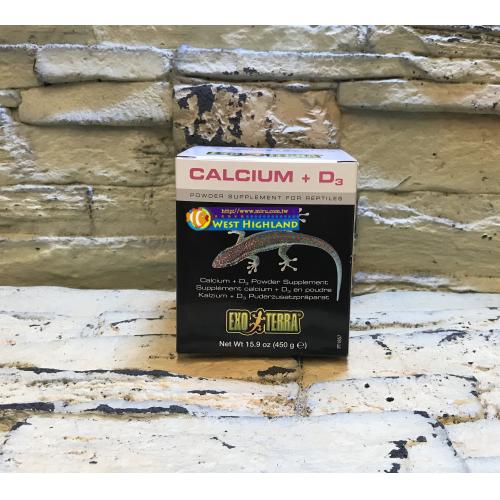 CALCIUM + D3
POWDER SUPPLEMENT FOR REPTILES
http://www.miru.com.tw
WEST HIGHLAND
Calcium + D3 Powder Supplement
Supplément calcium + D3 en poudre
Kalzium + D3 Puderzusatzpräparat
EXO TERRA
Net Wt 15.9 oz (450 g ℮)